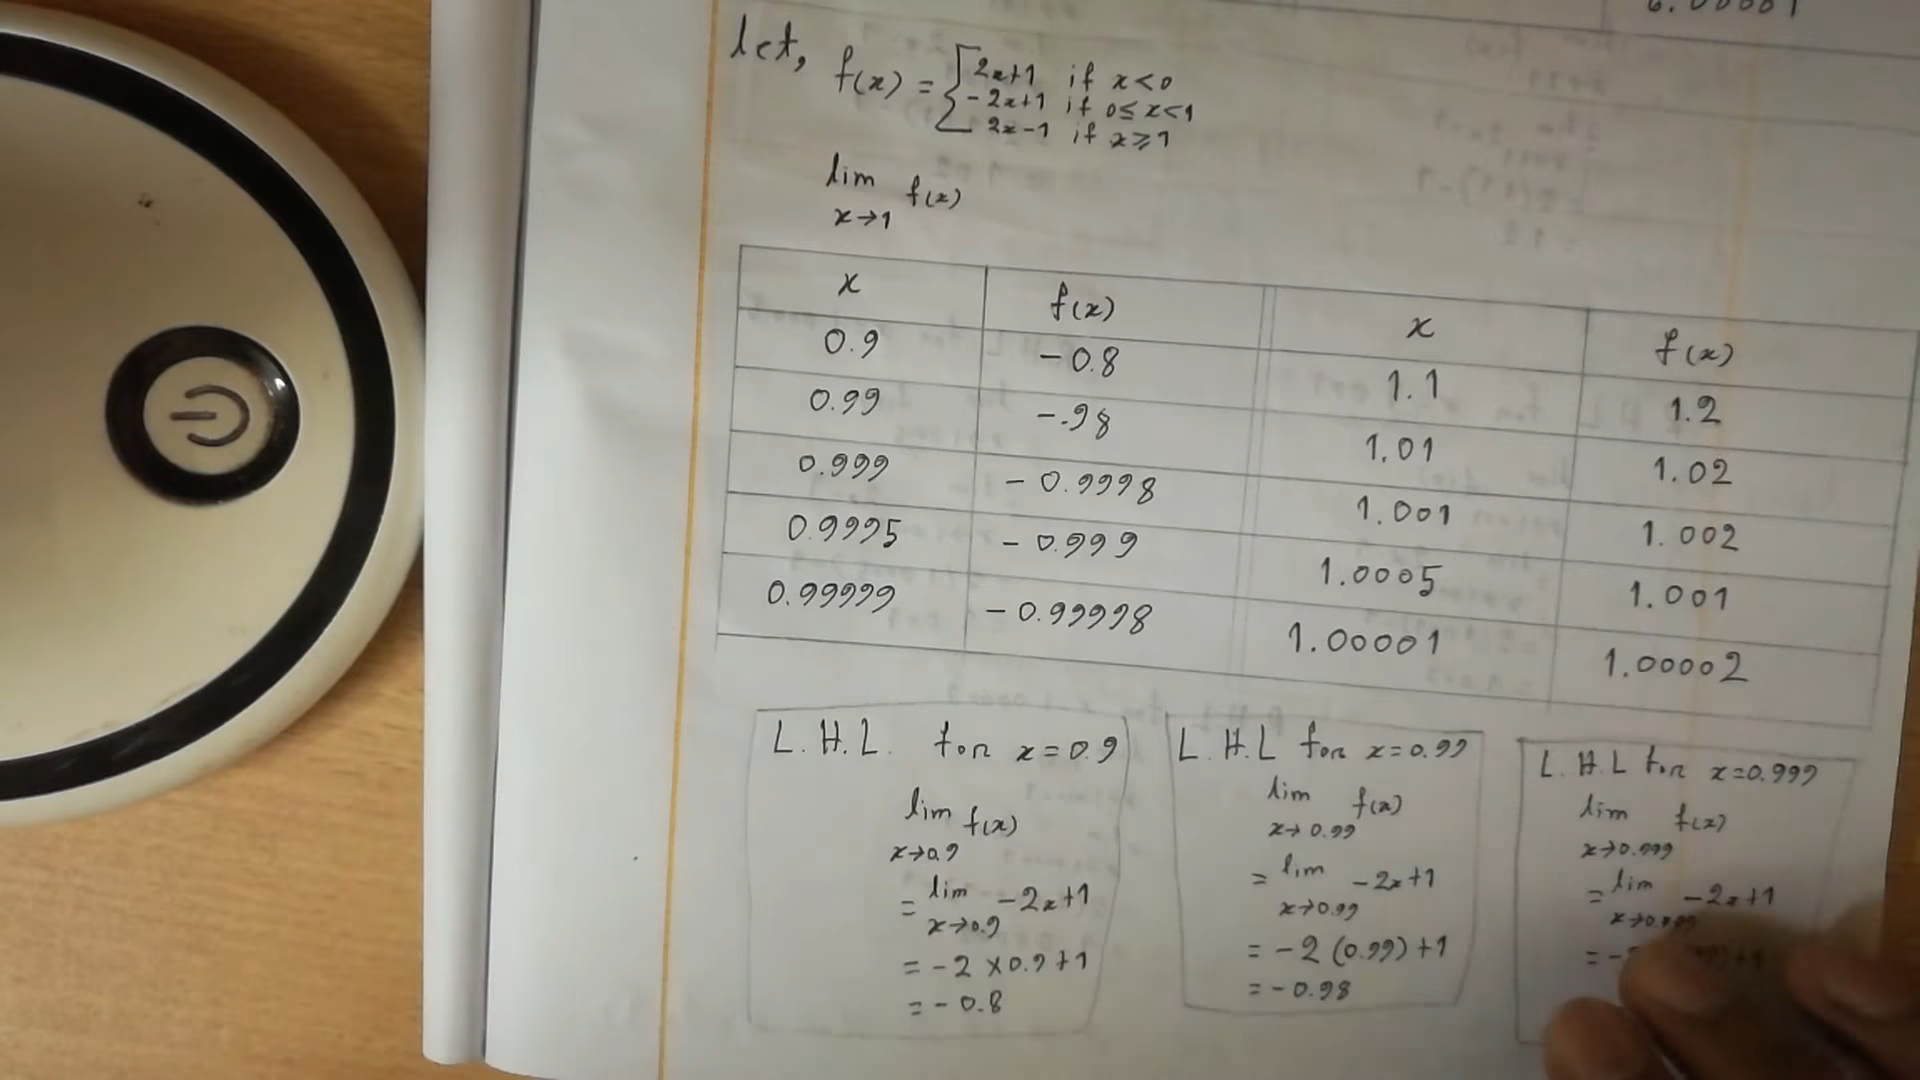 6.00001
let, f(x) = 2x+1 if x<0
-2x+1 if 0≤x<1
2x-1 if x≥1
lim f(x)
x→1
x f(x) x f(x)
0.9 -0.8 1.1 1.2
0.99 -.98 1.01 1.02
0.999 -0.9998 1.001 1.002
0.9995 -0.999 1.0005 1.001
0.99999 -0.99998 1.00001 1.00002
L.H.L. for x=0.9
lim f(x)
x→0.9
= lim -2x+1
x→0.9
= -2×0.9+1
= -0.8
L.H.L for x=0.99
lim f(x)
x→0.99
= lim -2x+1
x→0.99
= -2(0.99)+1
= -0.98
L.H.L for x=0.999
lim f(x)
x→0.999
= lim -2x+1